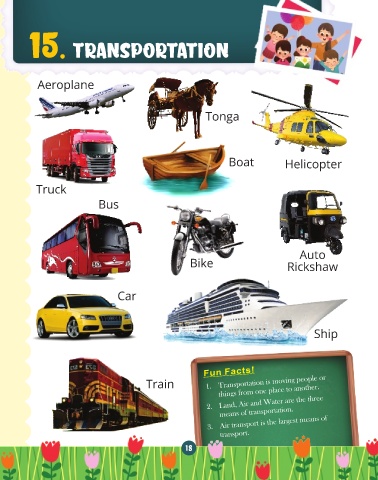 15. TRANSPORTATION
Aeroplane
Tonga
Helicopter
Truck
Boat
Bus
Bike
Auto
Rickshaw
Car
Ship
Train
Fun Facts!
1. Transportation is moving people or
things from one place to another.
2. Land, Air and Water are the three
means of transportation.
3. Air transport is the largest means of
transport.
18